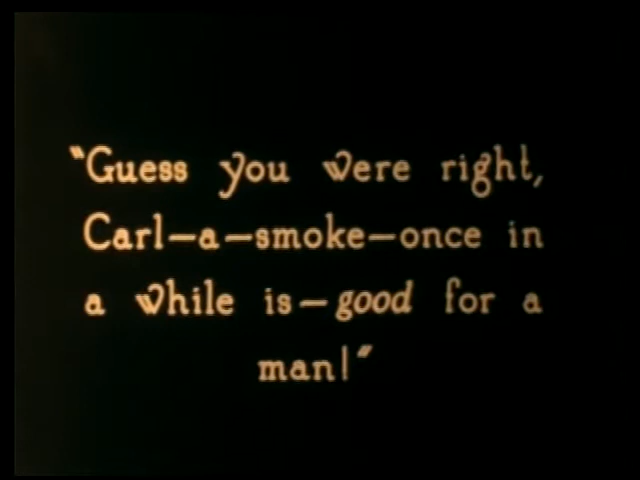 "Guess you were right,
Carl—a—smoke—once in
a while is—good for a
man!"